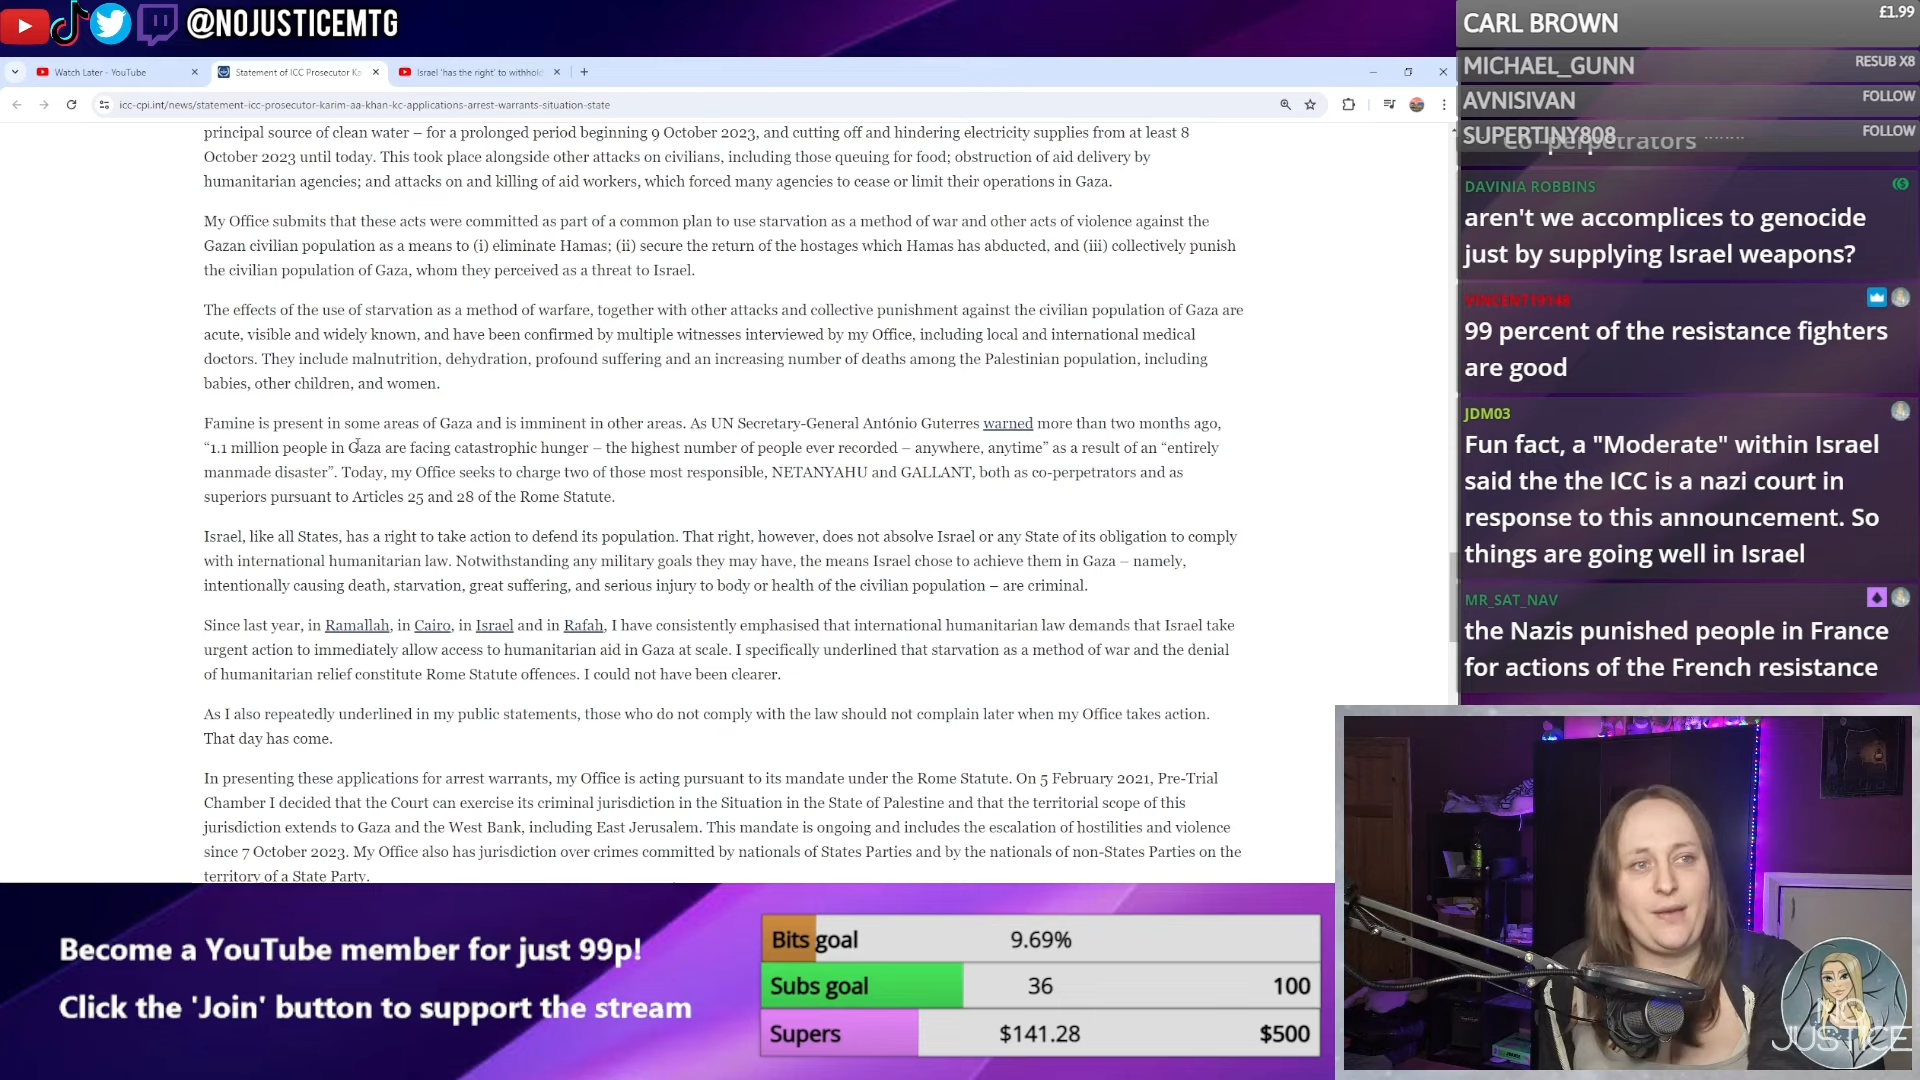 @NOJUSTICEMTG
Watch Later - YouTube
Statement of ICC Prosecutor Ka
Israel 'has the right' to withhold
icc-cpi.int/news/statement-icc-prosecutor-karim-aa-khan-kc-applications-arrest-warrants-situation-state
principal source of clean water – for a prolonged period beginning 9 October 2023, and cutting off and hindering electricity supplies from at least 8
October 2023 until today. This took place alongside other attacks on civilians, including those queuing for food; obstruction of aid delivery by
humanitarian agencies; and attacks on and killing of aid workers, which forced many agencies to cease or limit their operations in Gaza.
My Office submits that these acts were committed as part of a common plan to use starvation as a method of war and other acts of violence against the
Gazan civilian population as a means to (i) eliminate Hamas; (ii) secure the return of the hostages which Hamas has abducted, and (iii) collectively punish
the civilian population of Gaza, whom they perceived as a threat to Israel.
The effects of the use of starvation as a method of warfare, together with other attacks and collective punishment against the civilian population of Gaza are
acute, visible and widely known, and have been confirmed by multiple witnesses interviewed by my Office, including local and international medical
doctors. They include malnutrition, dehydration, profound suffering and an increasing number of deaths among the Palestinian population, including
babies, other children, and women.
Famine is present in some areas of Gaza and is imminent in other areas. As UN Secretary-General António Guterres warned more than two months ago,
“1.1 million people in Gaza are facing catastrophic hunger – the highest number of people ever recorded – anywhere, anytime” as a result of an “entirely
manmade disaster”. Today, my Office seeks to charge two of those most responsible, NETANYAHU and GALLANT, both as co-perpetrators and as
superiors pursuant to Articles 25 and 28 of the Rome Statute.
Israel, like all States, has a right to take action to defend its population. That right, however, does not absolve Israel or any State of its obligation to comply
with international humanitarian law. Notwithstanding any military goals they may have, the means Israel chose to achieve them in Gaza – namely,
intentionally causing death, starvation, great suffering, and serious injury to body or health of the civilian population – are criminal.
Since last year, in Ramallah, in Cairo, in Israel and in Rafah, I have consistently emphasised that international humanitarian law demands that Israel take
urgent action to immediately allow access to humanitarian aid in Gaza at scale. I specifically underlined that starvation as a method of war and the denial
of humanitarian relief constitute Rome Statute offences. I could not have been clearer.
As I also repeatedly underlined in my public statements, those who do not comply with the law should not complain later when my Office takes action.
That day has come.
In presenting these applications for arrest warrants, my Office is acting pursuant to its mandate under the Rome Statute. On 5 February 2021, Pre-Trial
Chamber I decided that the Court can exercise its criminal jurisdiction in the Situation in the State of Palestine and that the territorial scope of this
jurisdiction extends to Gaza and the West Bank, including East Jerusalem. This mandate is ongoing and includes the escalation of hostilities and violence
since 7 October 2023. My Office also has jurisdiction over crimes committed by nationals of States Parties and by the nationals of non-States Parties on the
territory of a State Party.
CARL BROWN £1.99
MICHAEL_GUNN RESUB X8
AVNISIVAN FOLLOW
SUPERTINY808 FOLLOW
co-perpetrators
DAVINIA ROBBINS
aren't we accomplices to genocide
just by supplying Israel weapons?
VINCENT19148
99 percent of the resistance fighters
are good
JDM03
Fun fact, a "Moderate" within Israel
said the the ICC is a nazi court in
response to this announcement. So
things are going well in Israel
MR_SAT_NAV
the Nazis punished people in France
for actions of the French resistance
Become a YouTube member for just 99p!
Click the 'Join' button to support the stream
Bits goal 9.69%
Subs goal 36 100
Supers $141.28 $500
NO
JUSTICE